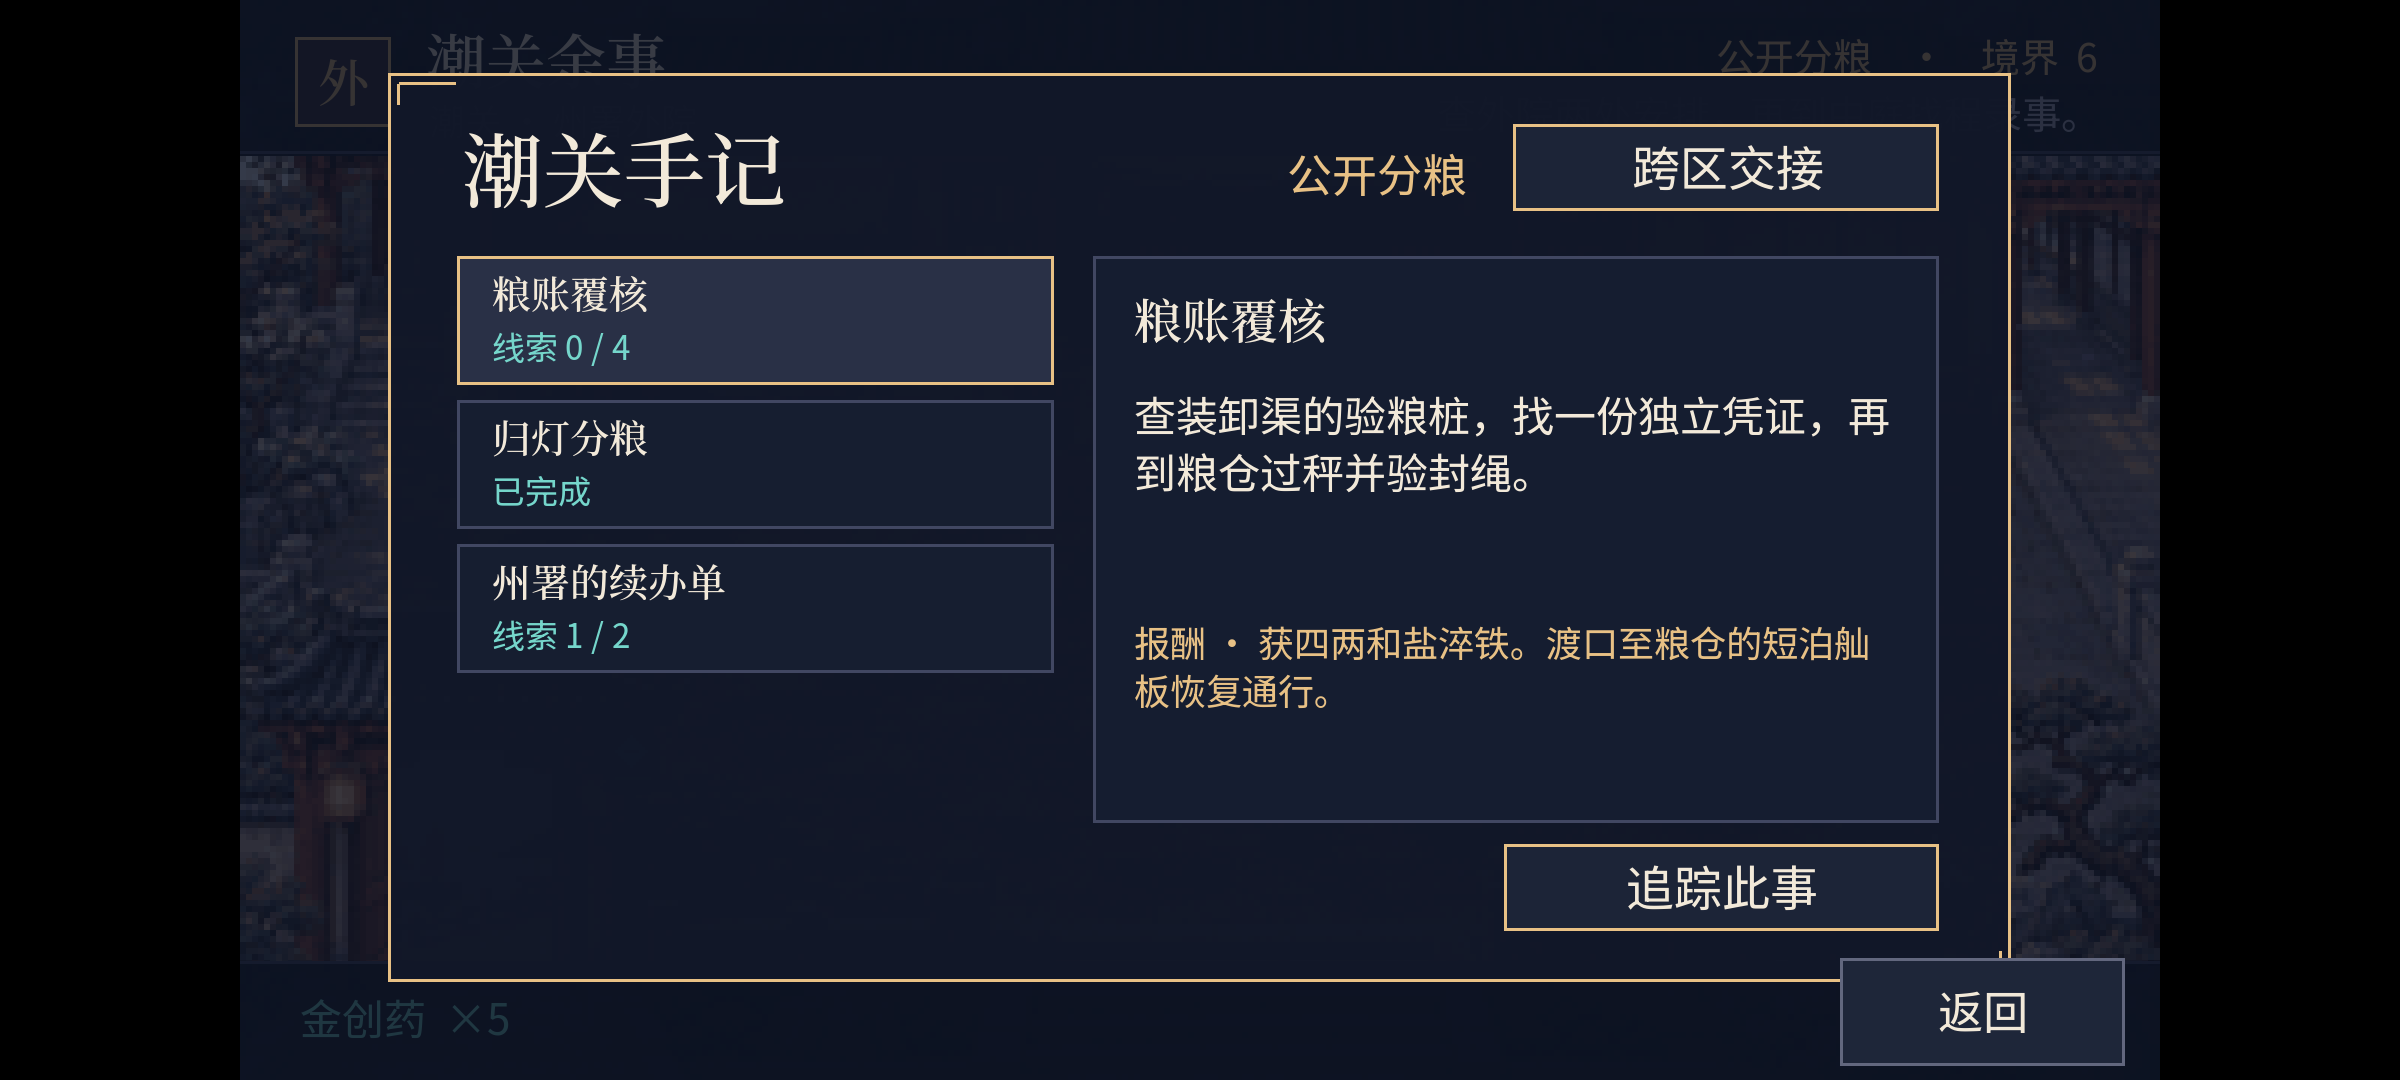 外
潮关余事
公开分粮 · 境界 6
事。
潮关手记
公开分粮
跨区交接
粮账覆核
线索 0 / 4
归灯分粮
已完成
州署的续办单
线索 1 / 2
粮账覆核
查装卸渠的验粮桩，找一份独立凭证，再
到粮仓过秤并验封绳。
报酬 · 获四两和盐淬铁。渡口至粮仓的短泊舢
板恢复通行。
追踪此事
返回
金创药 ×5